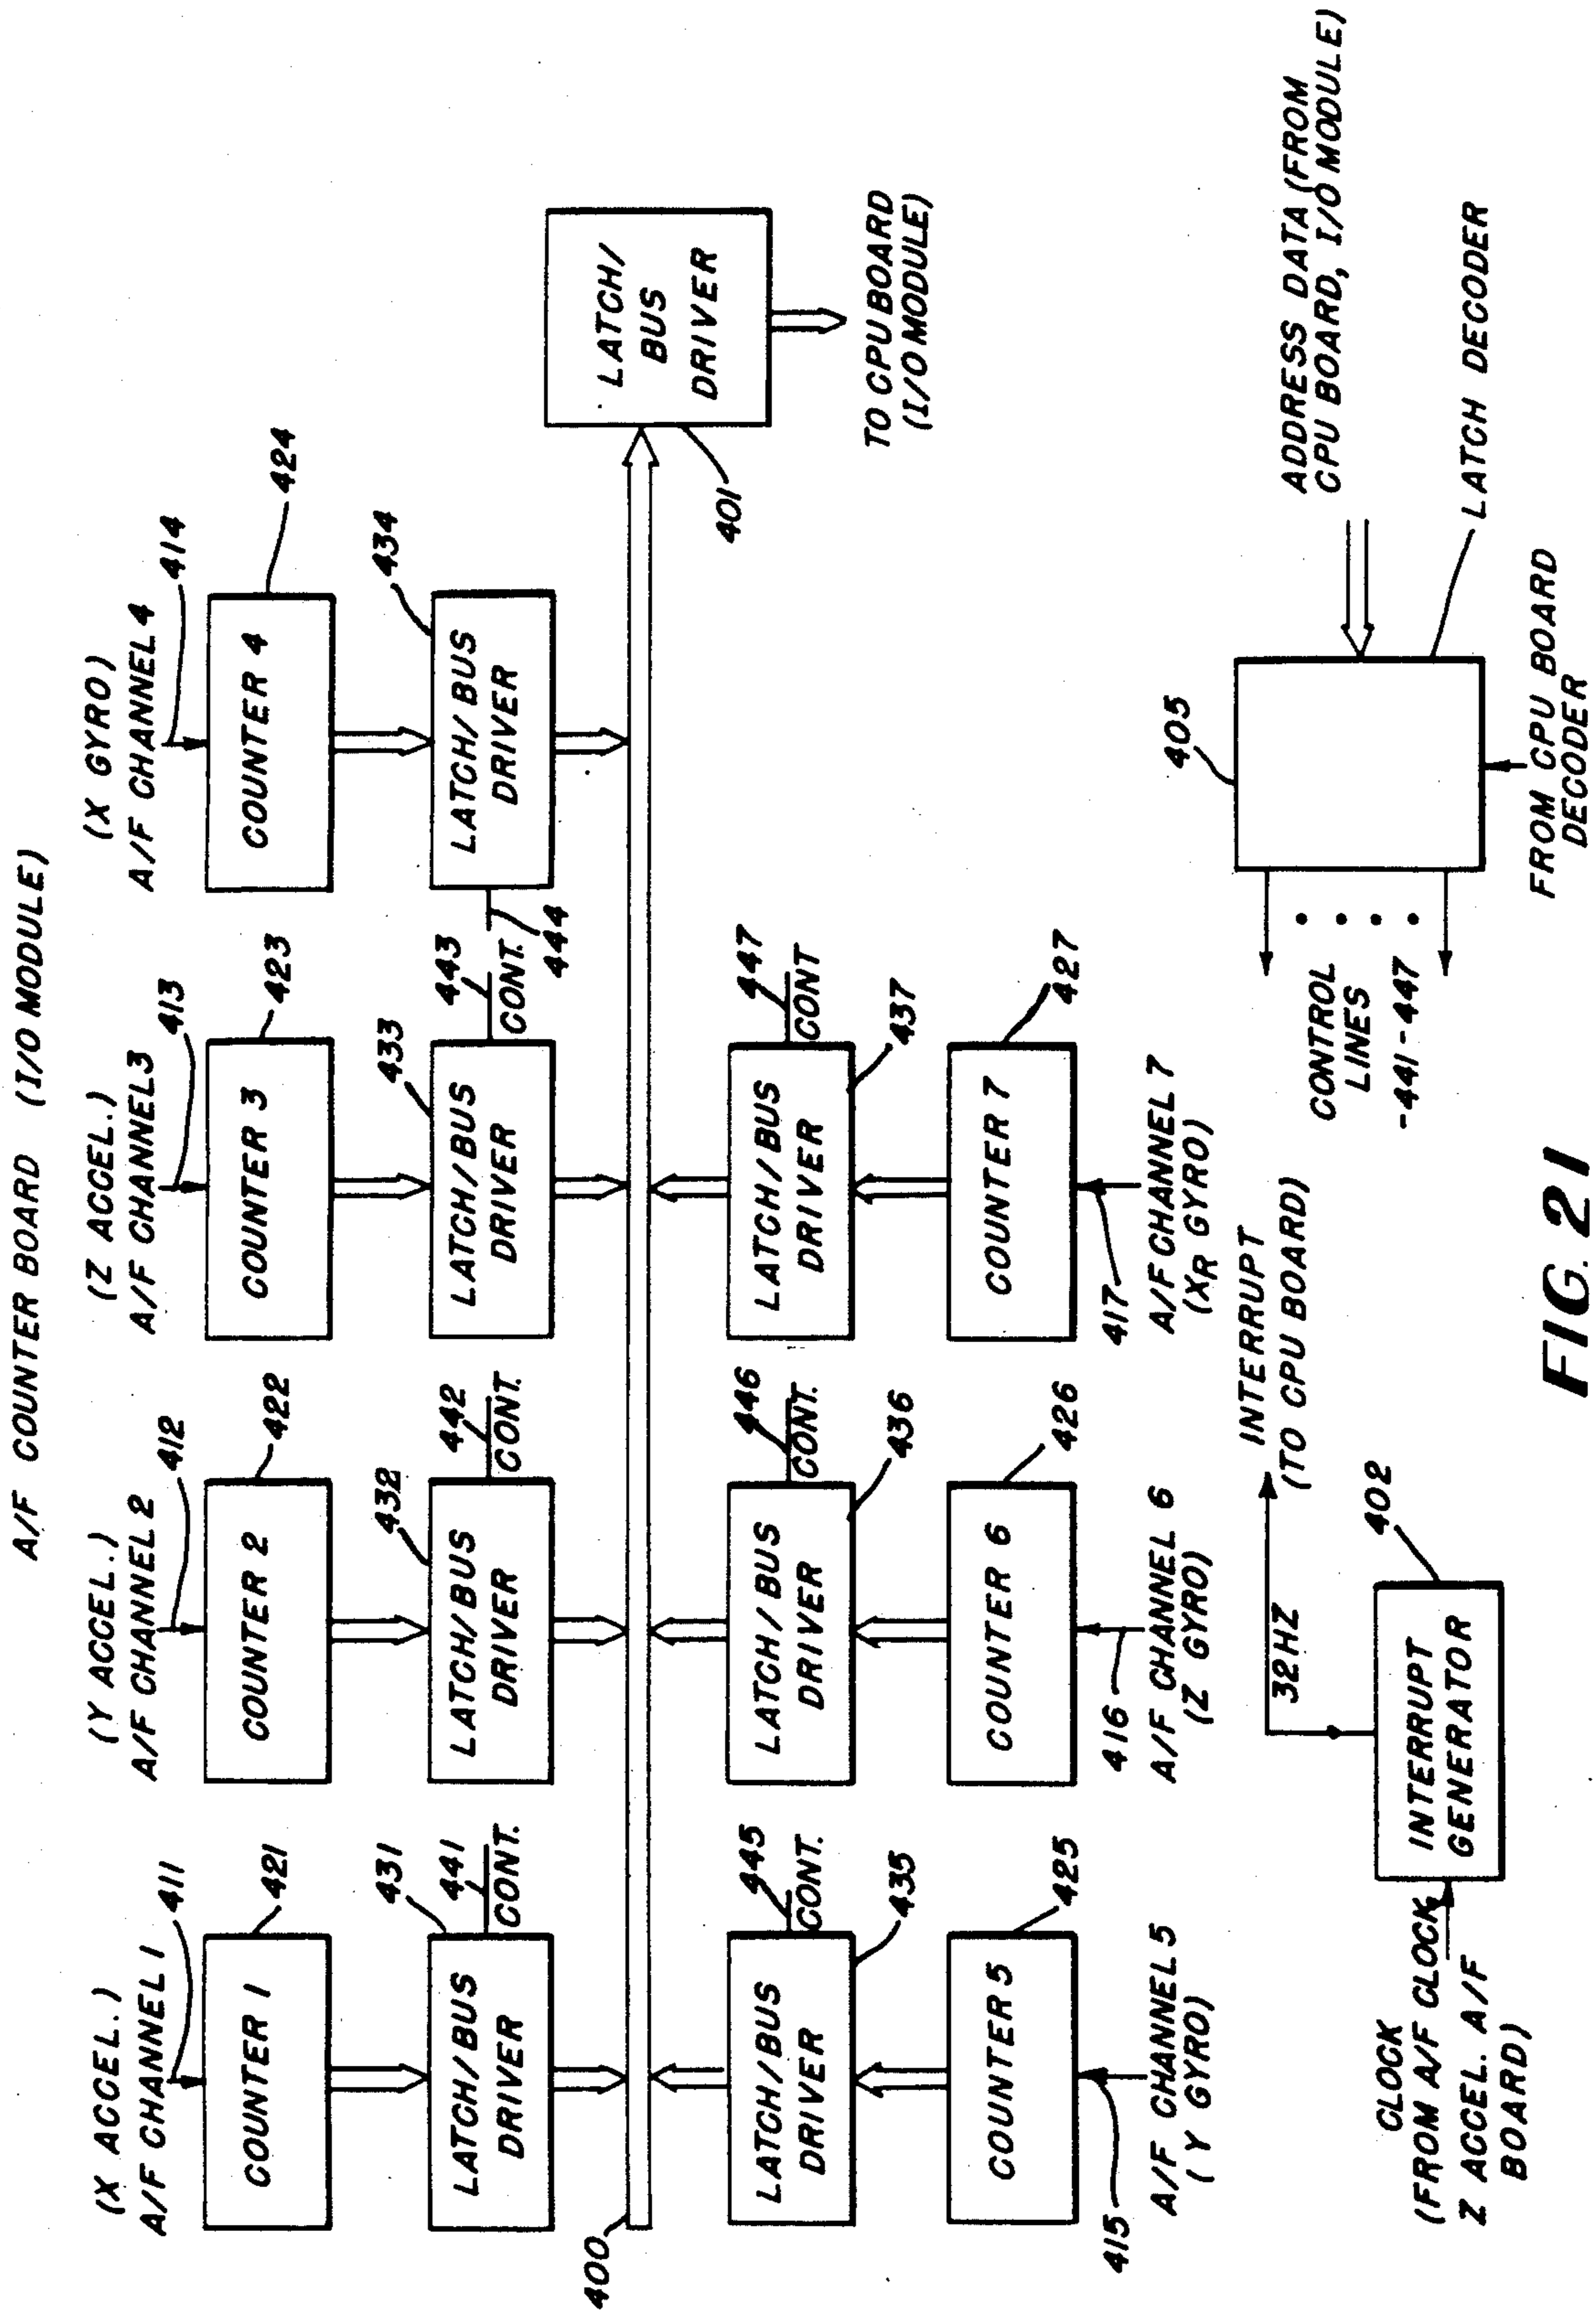 A/F COUNTER BOARD (I/O MODULE)
(X ACCEL.)
A/F CHANNEL 1
411
(Y ACCEL.)
A/F CHANNEL 2
412
(Z ACCEL.)
A/F CHANNEL 3
413
(X GYRO)
A/F CHANNEL 4
414
COUNTER 1
421
COUNTER 2
422
COUNTER 3
423
COUNTER 4
424
LATCH/BUS
DRIVER
431
441
CONT.
LATCH/BUS
DRIVER
432
442
CONT.
LATCH/BUS
DRIVER
433
443
CONT.
444
LATCH/BUS
DRIVER
434
400
LATCH/
BUS
DRIVER
401
TO CPU BOARD
(I/O MODULE)
LATCH/BUS
DRIVER
445
CONT.
435
LATCH/BUS
DRIVER
446
CONT.
436
LATCH/BUS
DRIVER
447
CONT
437
COUNTER 5
425
COUNTER 6
426
COUNTER 7
427
415
A/F CHANNEL 5
(Y GYRO)
416
A/F CHANNEL 6
(Z GYRO)
417
A/F CHANNEL 7
(XR GYRO)
CLOCK
(FROM A/F CLOCK,
Z ACCEL. A/F
BOARD)
INTERRUPT
GENERATOR
402
32HZ
INTERRUPT
(TO CPU BOARD)
CONTROL
LINES
-441-447
405
ADDRESS DATA (FROM
CPU BOARD, I/O MODULE)
LATCH DECODER
FROM CPU BOARD
DECODER
FIG. 21